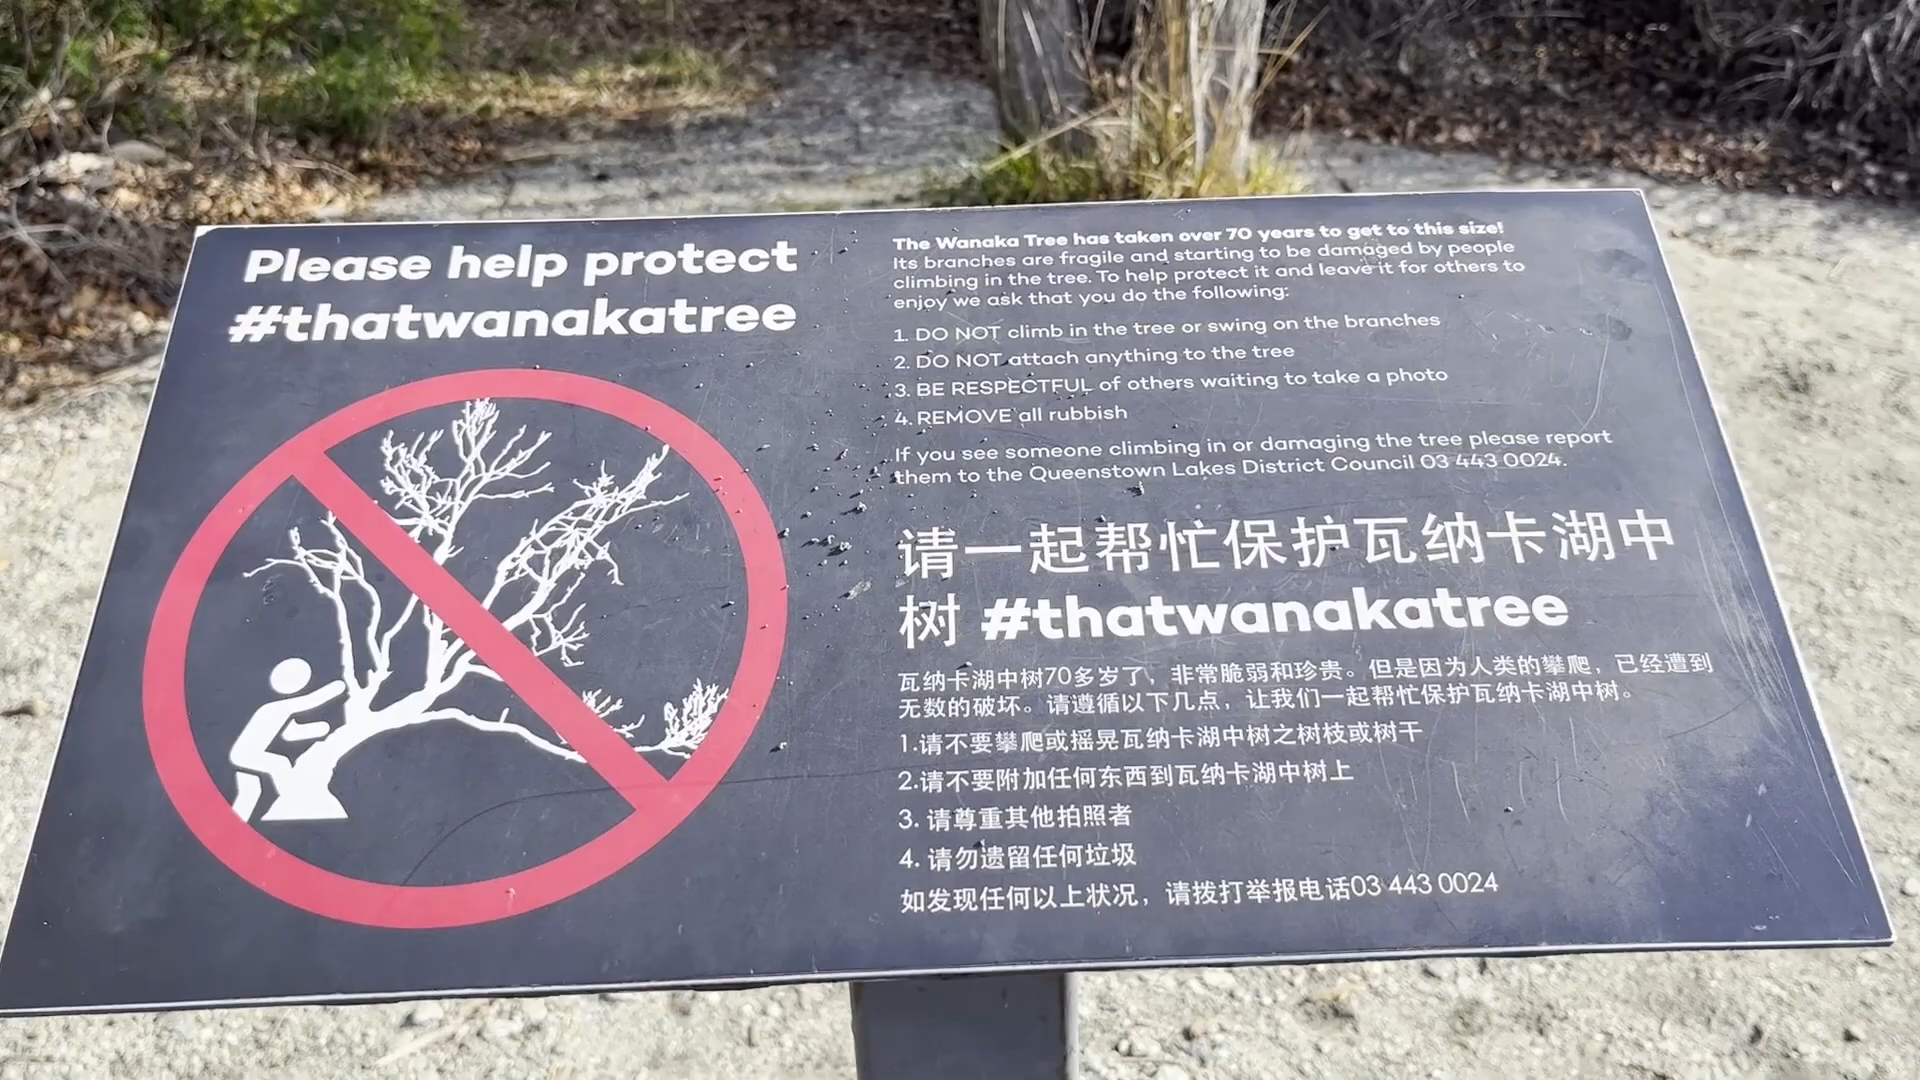 Please help protect
#thatwanakatree
The Wanaka Tree has taken over 70 years to get to this size!
Its branches are fragile and starting to be damaged by people
climbing in the tree. To help protect it and leave it for others to
enjoy we ask that you do the following:
1. DO NOT climb in the tree or swing on the branches
2. DO NOT attach anything to the tree
3. BE RESPECTFUL of others waiting to take a photo
4. REMOVE all rubbish
If you see someone climbing in or damaging the tree please report
them to the Queenstown Lakes District Council 03 443 0024.
请一起帮忙保护瓦纳卡湖中
树 #thatwanakatree
瓦纳卡湖中树70多岁了，非常脆弱和珍贵。但是因为人类的攀爬，已经遭到
无数的破坏。请遵循以下几点，让我们一起帮忙保护瓦纳卡湖中树。
1.请不要攀爬或摇晃瓦纳卡湖中树之树枝或树干
2.请不要附加任何东西到瓦纳卡湖中树上
3. 请尊重其他拍照者
4. 请勿遗留任何垃圾
如发现任何以上状况，请拨打举报电话03 443 0024